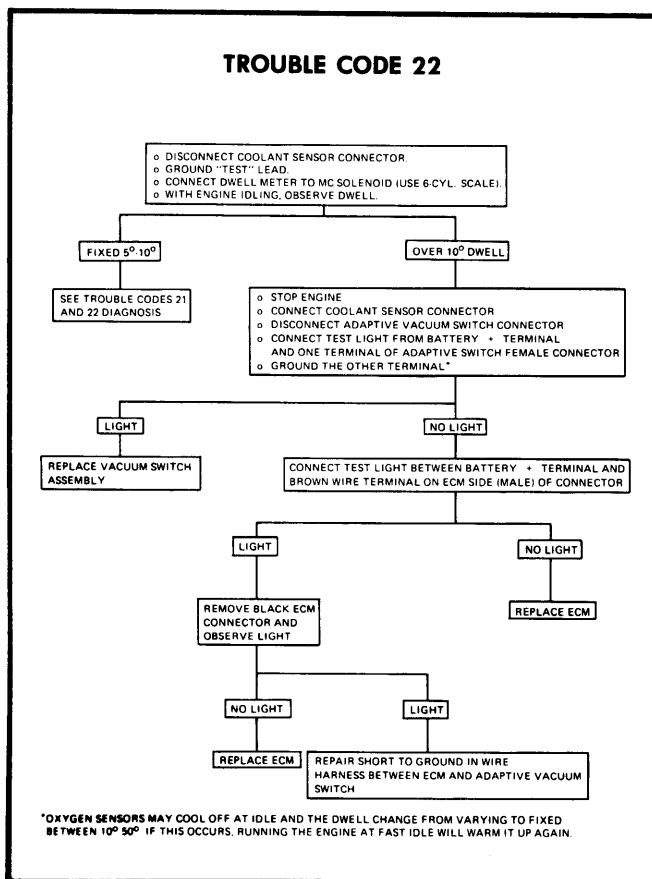 TROUBLE CODE 22
o DISCONNECT COOLANT SENSOR CONNECTOR.
o GROUND "TEST" LEAD.
o CONNECT DWELL METER TO MC SOLENOID (USE 6-CYL. SCALE).
o WITH ENGINE IDLING, OBSERVE DWELL.
FIXED 5°-10°
OVER 10° DWELL
SEE TROUBLE CODES 21
AND 22 DIAGNOSIS
o STOP ENGINE
o CONNECT COOLANT SENSOR CONNECTOR
o DISCONNECT ADAPTIVE VACUUM SWITCH CONNECTOR
o CONNECT TEST LIGHT FROM BATTERY + TERMINAL
AND ONE TERMINAL OF ADAPTIVE SWITCH FEMALE CONNECTOR
o GROUND THE OTHER TERMINAL*
LIGHT
NO LIGHT
REPLACE VACUUM SWITCH
ASSEMBLY
CONNECT TEST LIGHT BETWEEN BATTERY + TERMINAL AND
BROWN WIRE TERMINAL ON ECM SIDE (MALE) OF CONNECTOR
LIGHT
NO LIGHT
REMOVE BLACK ECM
CONNECTOR AND
OBSERVE LIGHT
REPLACE ECM
NO LIGHT
LIGHT
REPLACE ECM
REPAIR SHORT TO GROUND IN WIRE
HARNESS BETWEEN ECM AND ADAPTIVE VACUUM
SWITCH
*OXYGEN SENSORS MAY COOL OFF AT IDLE AND THE DWELL CHANGE FROM VARYING TO FIXED
BETWEEN 10° 50° IF THIS OCCURS, RUNNING THE ENGINE AT FAST IDLE WILL WARM IT UP AGAIN.